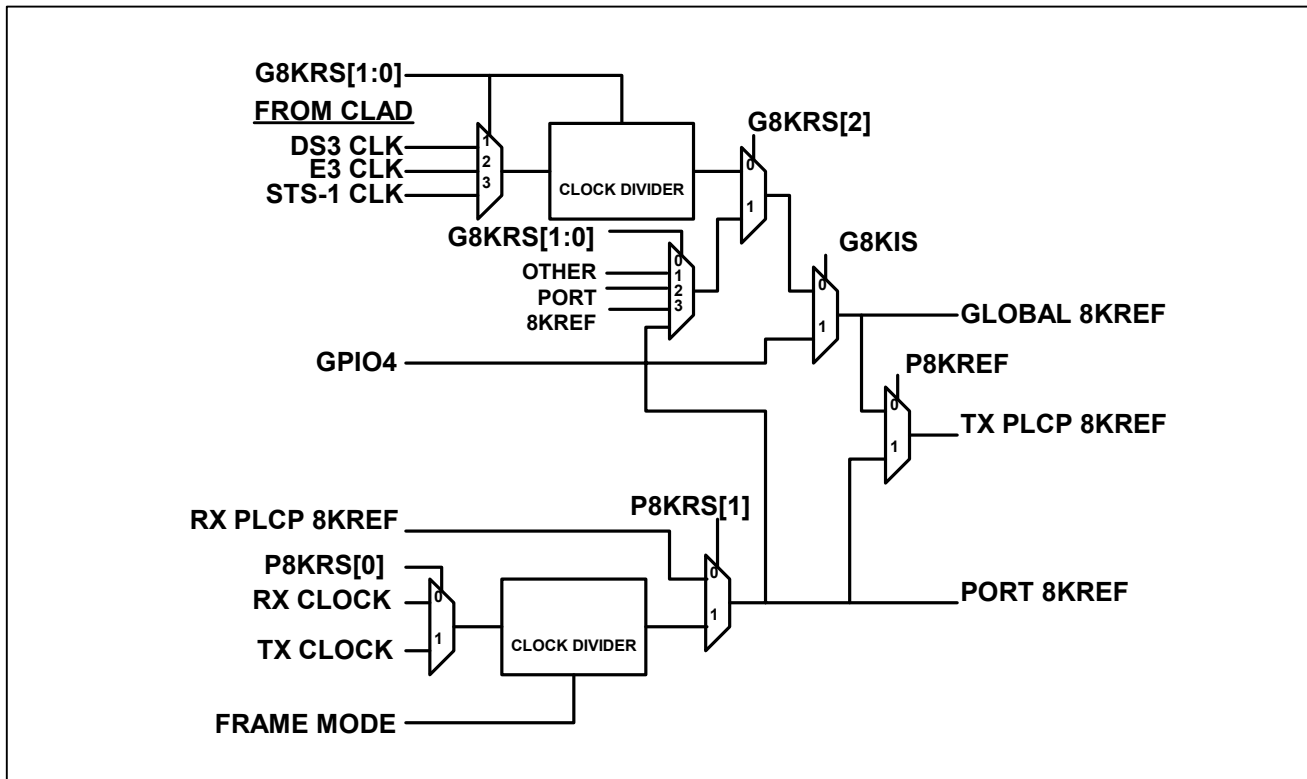 G8KRS[1:0]
FROM CLAD
DS3 CLK
E3 CLK
STS-1 CLK
1
2
3
CLOCK DIVIDER
G8KRS[2]
0
1
G8KRS[1:0]
OTHER
PORT
8KREF
0
1
2
3
G8KIS
0
1
GLOBAL 8KREF
GPIO4
P8KREF
0
1
TX PLCP 8KREF
RX PLCP 8KREF
P8KRS[1]
0
1
P8KRS[0]
RX CLOCK
TX CLOCK
0
1
CLOCK DIVIDER
PORT 8KREF
FRAME MODE